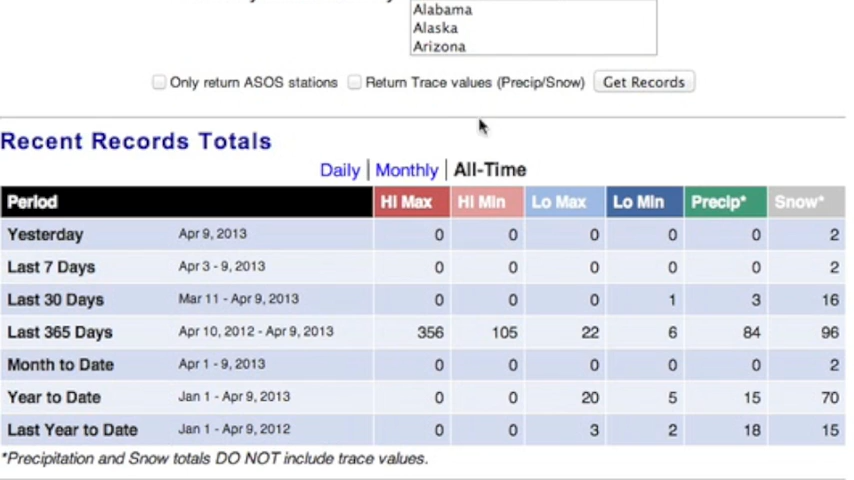 Alabama
Alaska
Arizona
Only return ASOS stations Return Trace values (Precip/Snow) Get Records
Recent Records Totals
Daily | Monthly | All-Time
Period HI Max HI MIn Lo Max Lo MIn Precip* Snow*
Yesterday Apr 9, 2013 0 0 0 0 0 2
Last 7 Days Apr 3 - 9, 2013 0 0 0 0 0 2
Last 30 Days Mar 11 - Apr 9, 2013 0 0 0 1 3 16
Last 365 Days Apr 10, 2012 - Apr 9, 2013 356 105 22 6 84 96
Month to Date Apr 1 - 9, 2013 0 0 0 0 0 2
Year to Date Jan 1 - Apr 9, 2013 0 0 20 5 15 70
Last Year to Date Jan 1 - Apr 9, 2012 0 0 3 2 18 15
*Precipitation and Snow totals DO NOT include trace values.